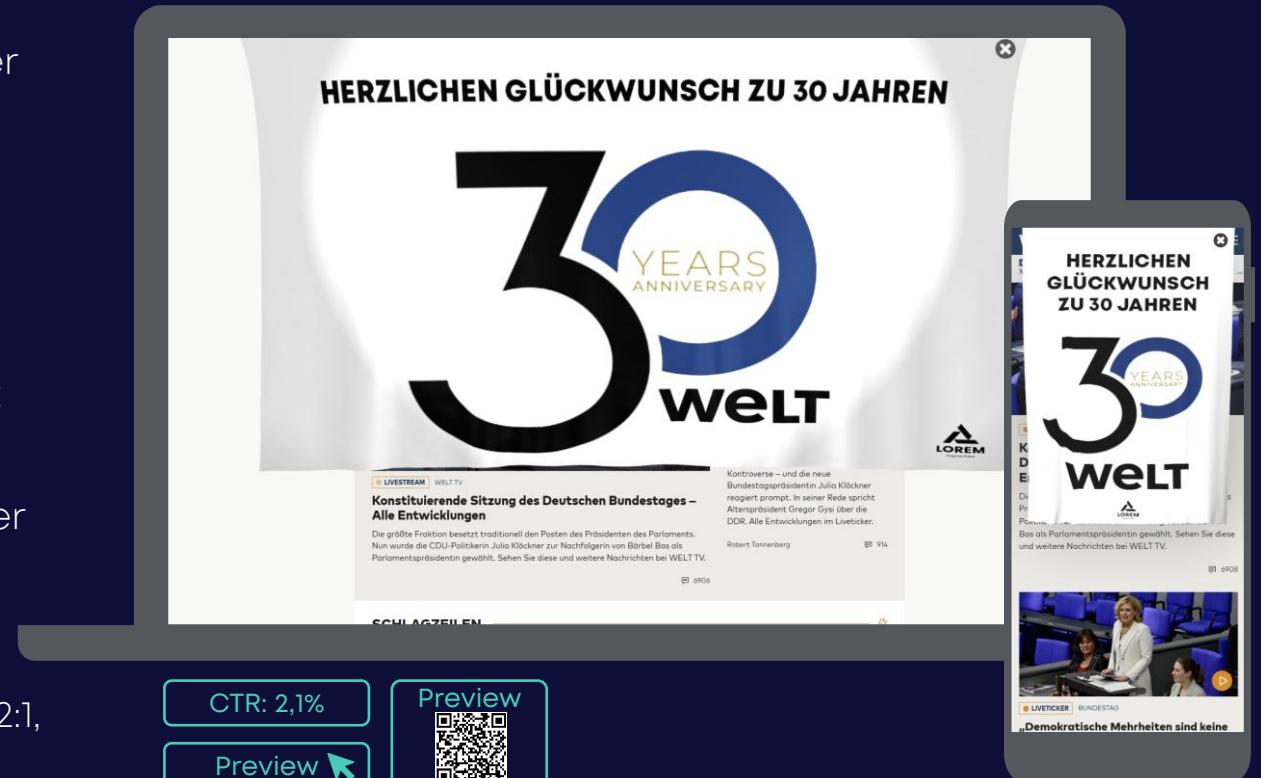 er
er
2:1,
HERZLICHEN GLÜCKWUNSCH ZU 30 JAHREN
30
YEARS
ANNIVERSARY
WELT
LOREM
LIVESTREAM WELT TV
Konstituierende Sitzung des Deutschen Bundestages –
Alle Entwicklungen
Die größte Fraktion besetzt traditionell den Posten des Präsidenten des Parlaments.
Nun wurde die CDU-Politikerin Julia Klöckner zur Nachfolgerin von Bärbel Bas als
Parlamentspräsidentin gewählt. Sehen Sie diese und weitere Nachrichten bei WELT TV.
6906
Kontroverse – und die neue
Bundestagspräsidentin Julia Klöckner
reagiert prompt. In seiner Rede spricht
Alterspräsident Gregor Gysi über die
DDR. Alle Entwicklungen im Liveticker.
Robert Tannenberg 914
SCHLAGZEILEN
HERZLICHEN
GLÜCKWUNSCH
ZU 30 JAHREN
30
YEARS
ANNIVERSARY
WELT
LOREM
Bas als Parlamentspräsidentin gewählt. Sehen Sie diese
und weitere Nachrichten bei WELT TV.
6908
LIVETICKER BUNDESTAG
„Demokratische Mehrheiten sind keine
CTR: 2,1%
Preview
Preview